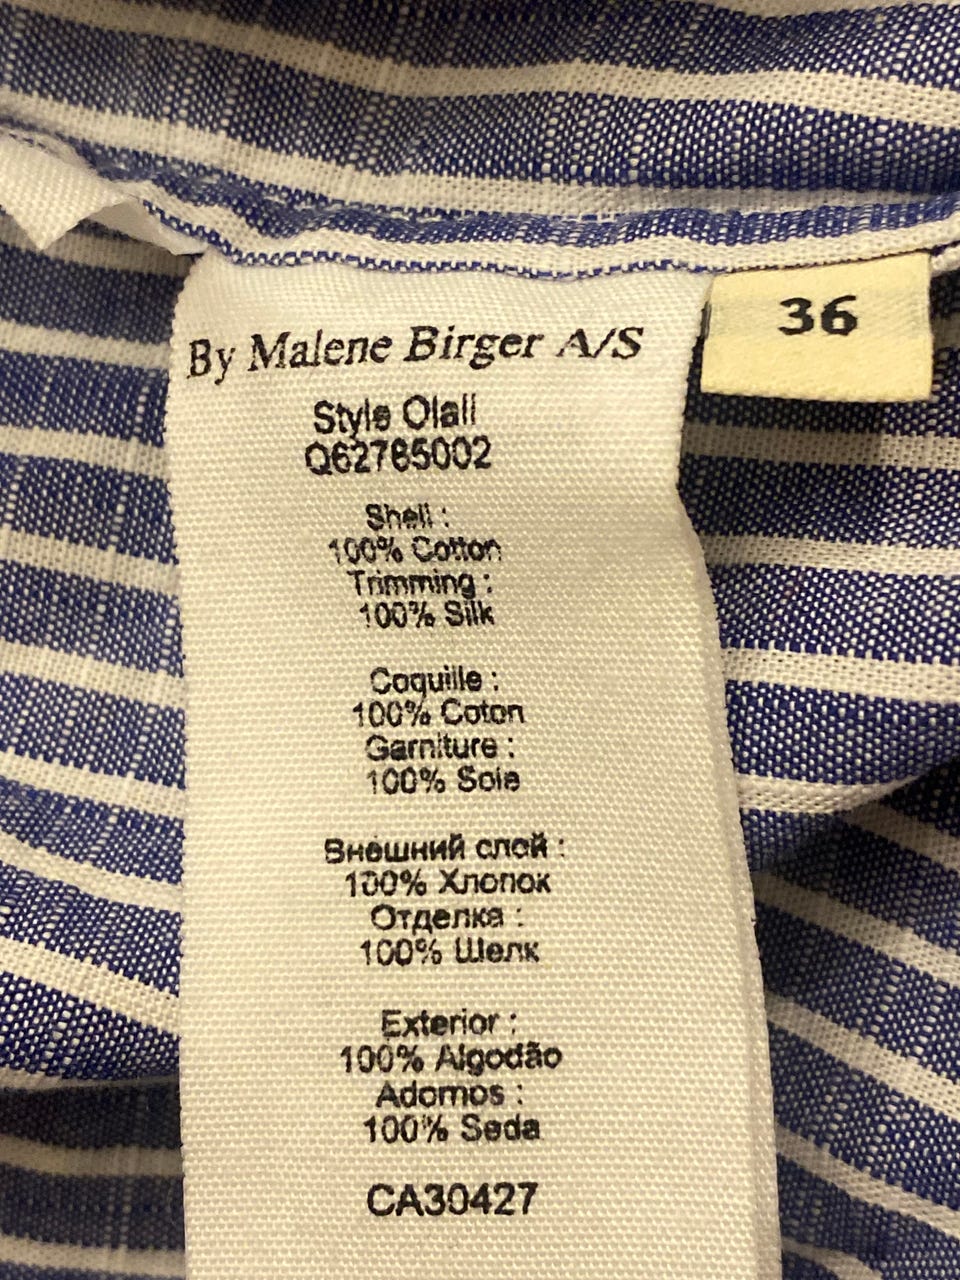 By Malene Birger A/S
36
Style Olali
Q62785002
Shell :
100% Cotton
Trimming :
100% Silk
Coquille :
100% Coton
Garniture :
100% Soie
Внешний слой :
100% Хлопок
Отделка :
100% Шелк
Exterior :
100% Algodão
Adornos :
100% Seda
CA30427